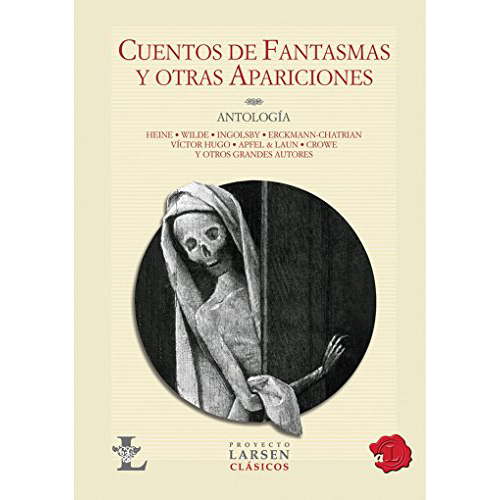 CUENTOS DE FANTASMAS
Y OTRAS APARICIONES
ANTOLOGÍA
HEINE • WILDE • INGOLSBY • ERCKMANN-CHATRIAN
VÍCTOR HUGO • APFEL & LAUN • CROWE
Y OTROS GRANDES AUTORES
L
PROYECTO
LARSEN
CLÁSICOS
aL